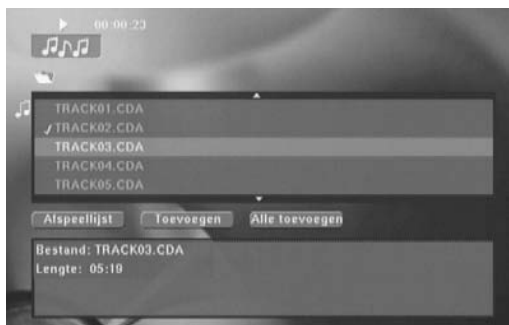 00:00:23
TRACK01.CDA
TRACK02.CDA
TRACK03.CDA
TRACK04.CDA
TRACK05.CDA
Afspeellijst Toevoegen Alle toevoegen
Bestand: TRACK03.CDA
Lengte: 05:19